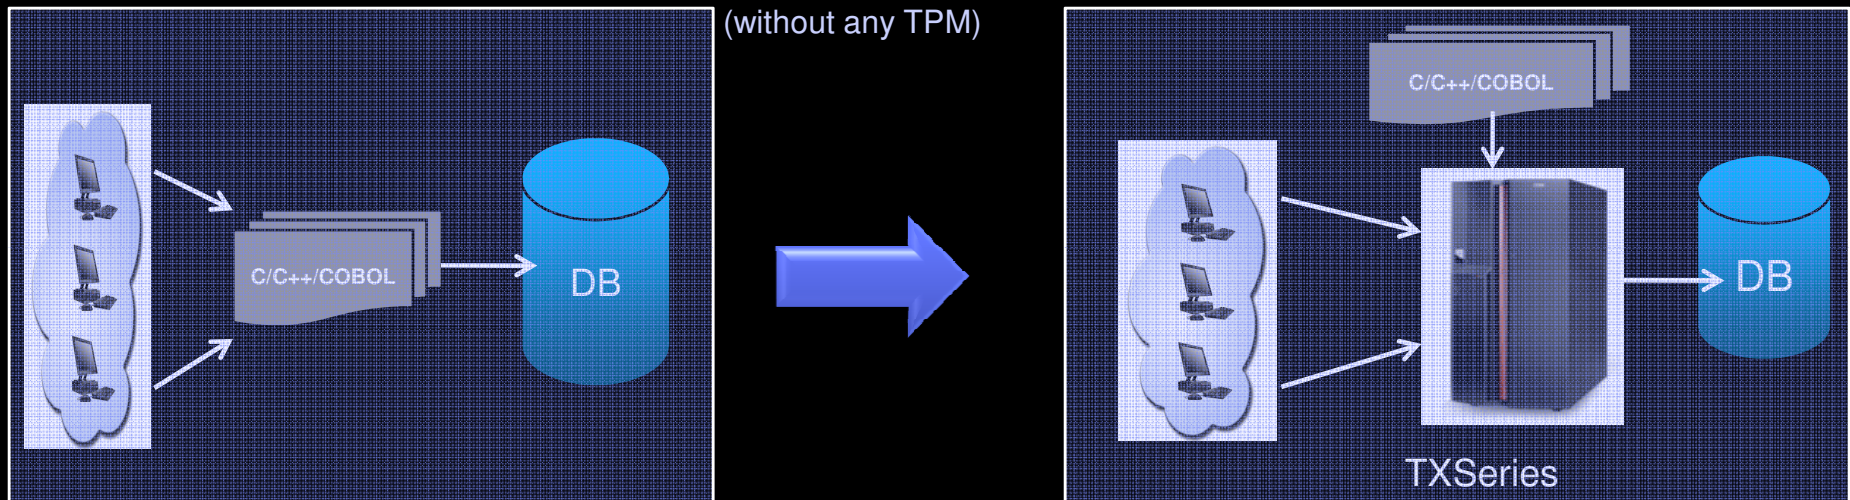 (without any TPM)
C/C++/COBOL
DB
C/C++/COBOL
DB
TXSeries